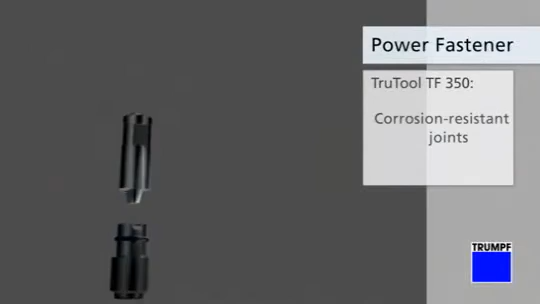 Power Fastener
TruTool TF 350:
Corrosion-resistant
joints
TRUMPF